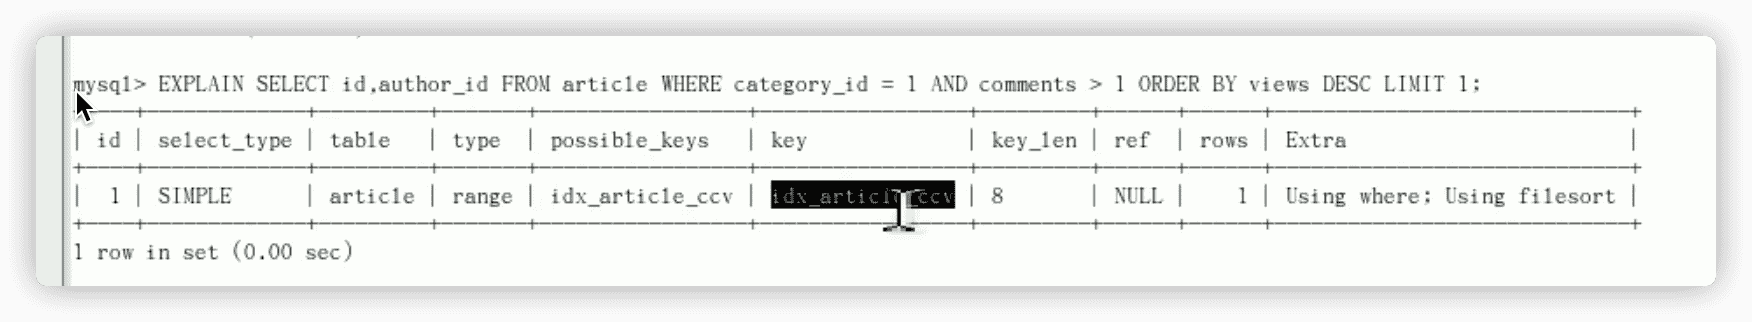 mysql> EXPLAIN SELECT id,author_id FROM article WHERE category_id = 1 AND comments > 1 ORDER BY views DESC LIMIT 1;
| id | select_type | table | type | possible_keys | key | key_len | ref | rows | Extra |
| 1 | SIMPLE | article | range | idx_article_ccv | idx_article_ccv | 8 | NULL | 1 | Using where; Using filesort |
1 row in set (0.00 sec)